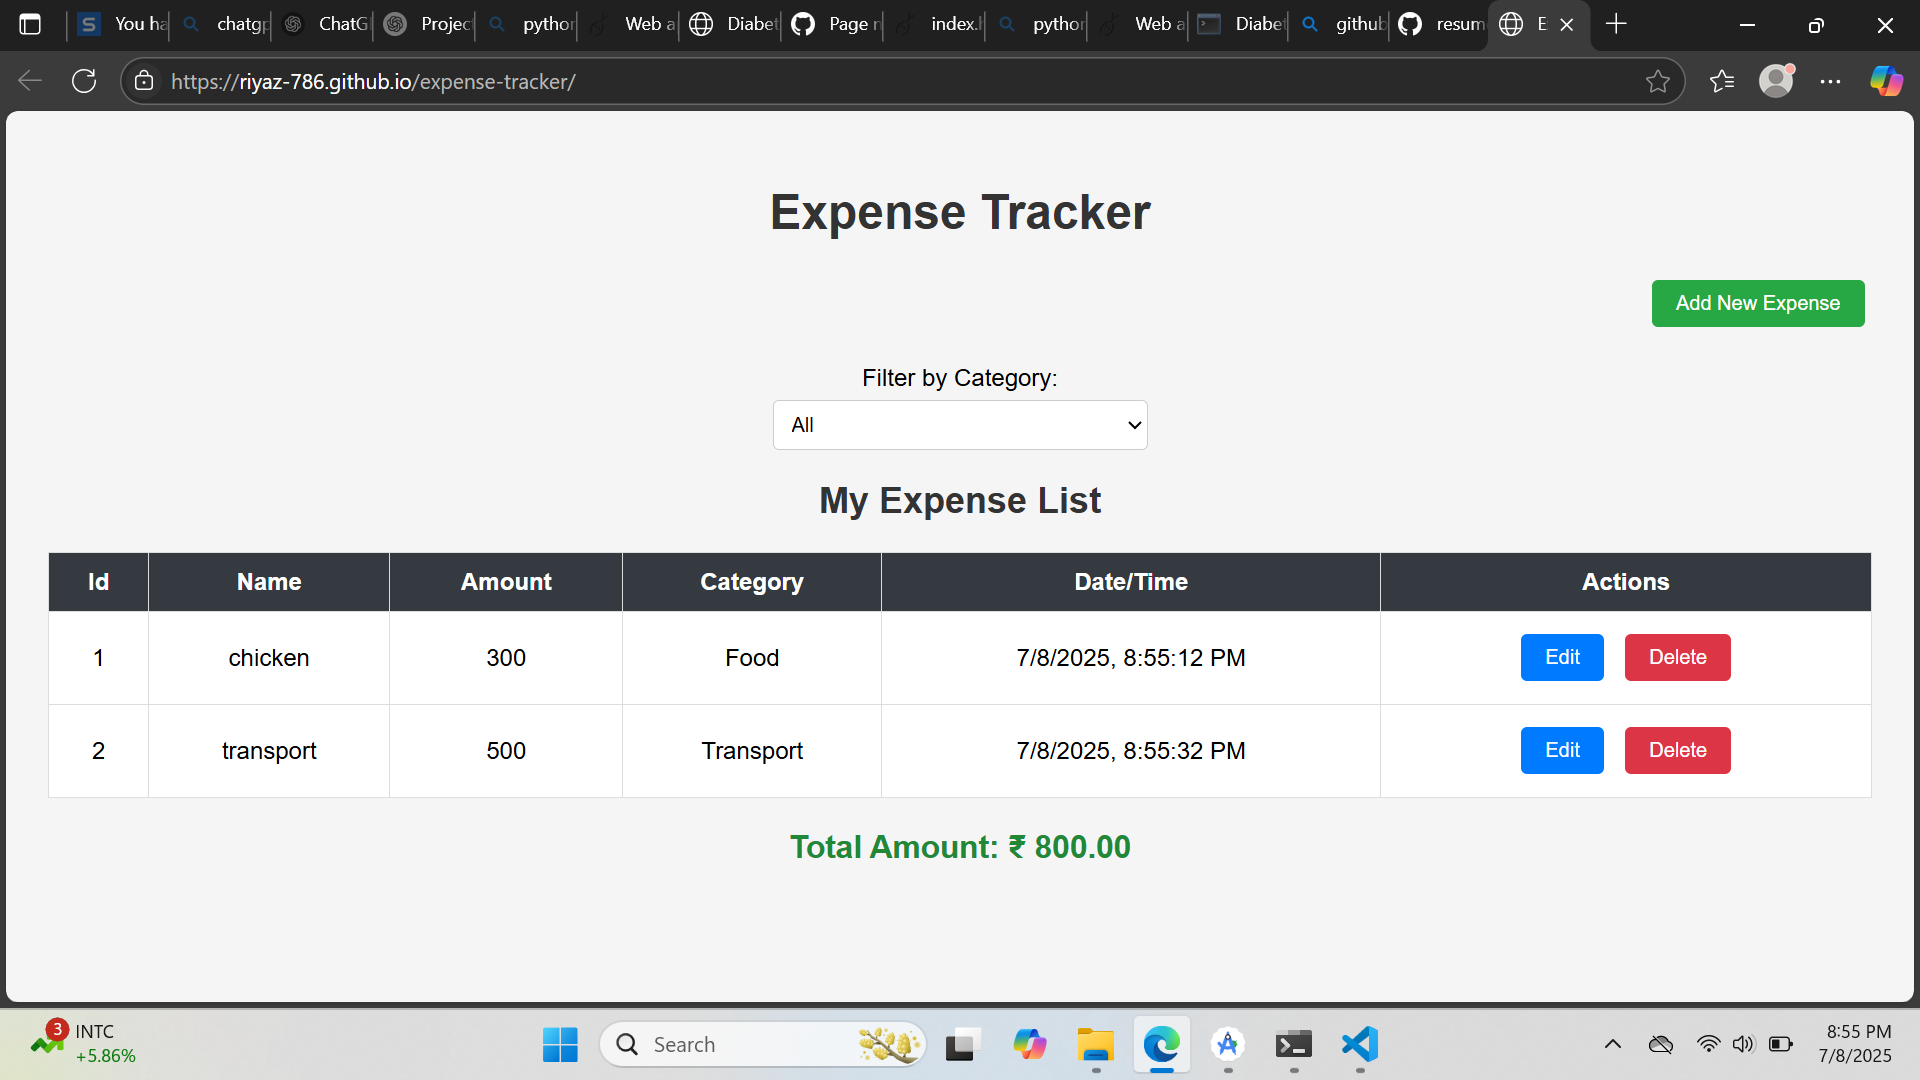 You ha
chatgp
ChatG
Projec
python
Web a
Diabet
Page n
index.h
python
Web a
Diabet
github
resum
E
https://riyaz-786.github.io/expense-tracker/
Expense Tracker
Add New Expense
Filter by Category:
All
My Expense List
Id Name Amount Category Date/Time Actions
1 chicken 300 Food 7/8/2025, 8:55:12 PM Edit Delete
2 transport 500 Transport 7/8/2025, 8:55:32 PM Edit Delete
Total Amount: ₹ 800.00
3
INTC
+5.86%
Search
8:55 PM
7/8/2025